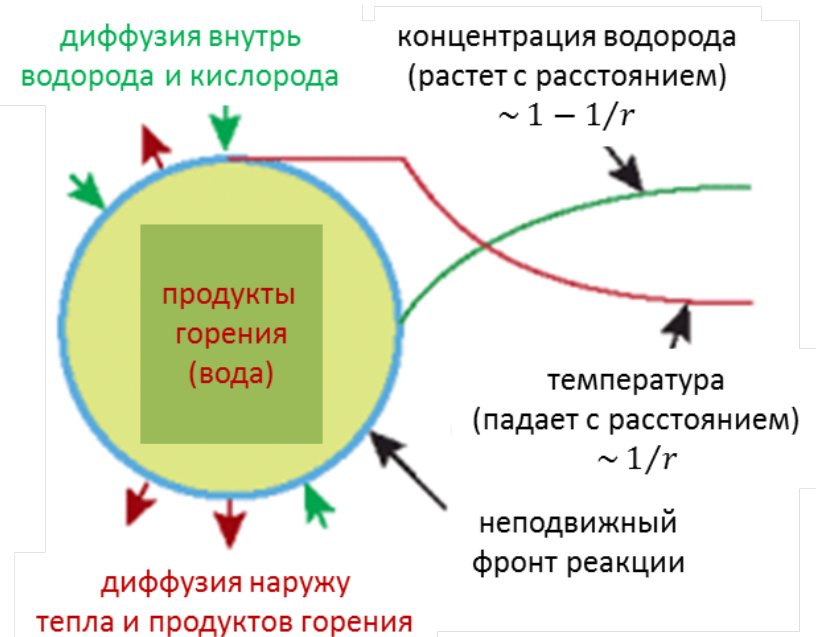 диффузия внутрь
водорода и кислорода
концентрация водорода
(растет с расстоянием)
~ 1 − 1/r
продукты
горения
(вода)
температура
(падает с расстоянием)
~ 1/r
неподвижный
фронт реакции
диффузия наружу
тепла и продуктов горения